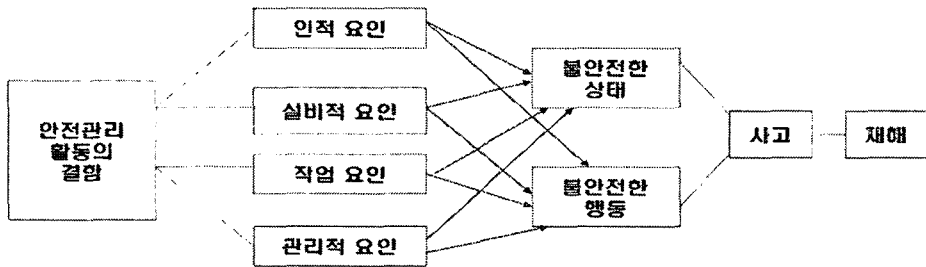 안전관리
활동의
결함
인적 요인
실비적 요인
작업 요인
관리적 요인
불안전한
상태
불안전한
행동
사고
재해